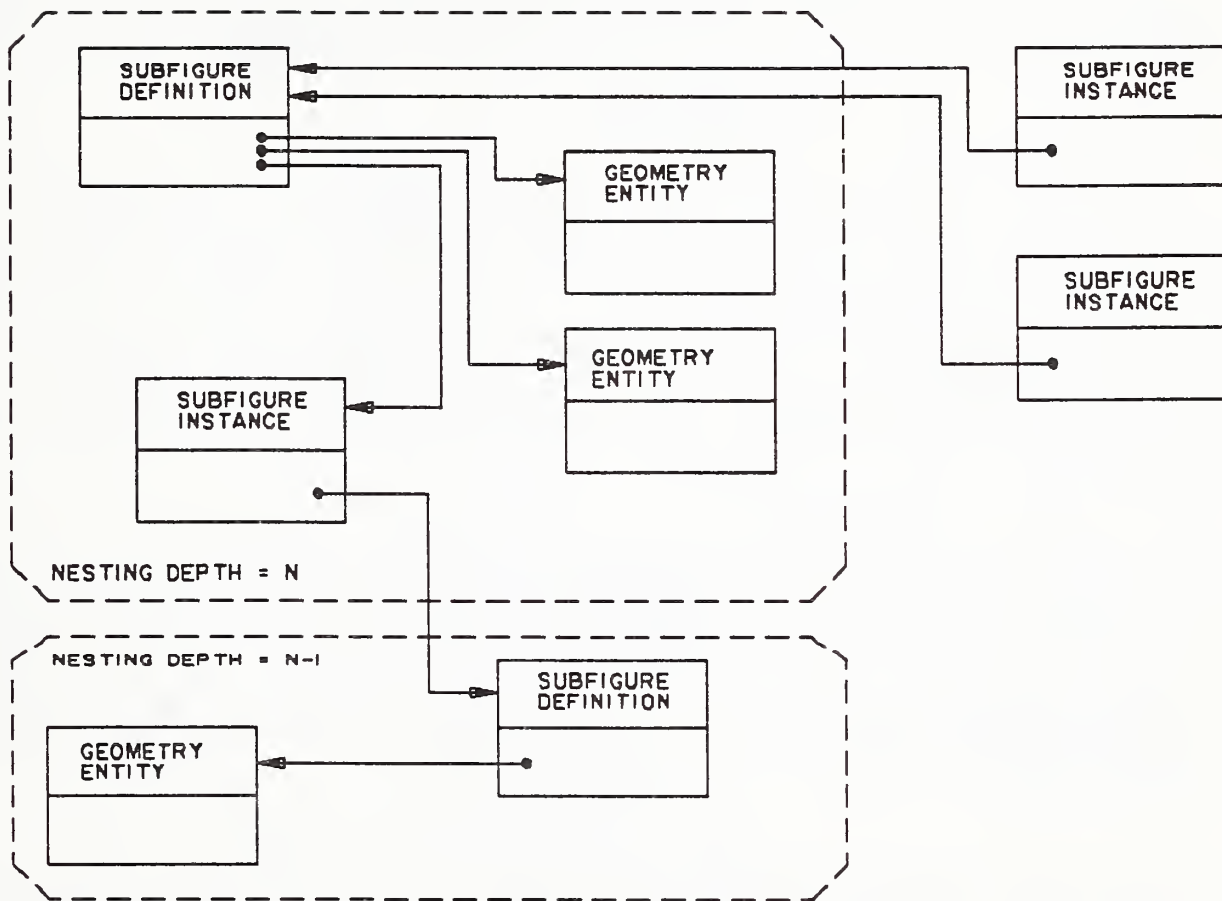 SUBFIGURE
DEFINITION
SUBFIGURE
INSTANCE
GEOMETRY
ENTITY
SUBFIGURE
INSTANCE
GEOMETRY
ENTITY
SUBFIGURE
INSTANCE
NESTING DEPTH = N
NESTING DEPTH = N-1
SUBFIGURE
DEFINITION
GEOMETRY
ENTITY